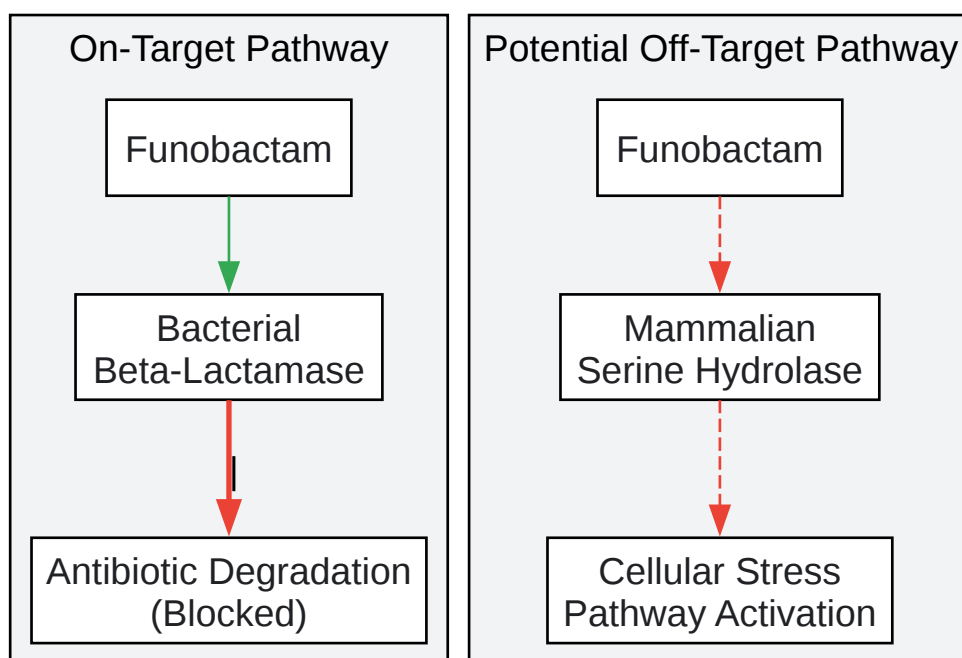 On-Target Pathway
Funobactam
Bacterial
Beta-Lactamase
Antibiotic Degradation
(Blocked)
Potential Off-Target Pathway
Funobactam
Mammalian
Serine Hydrolase
Cellular Stress
Pathway Activation